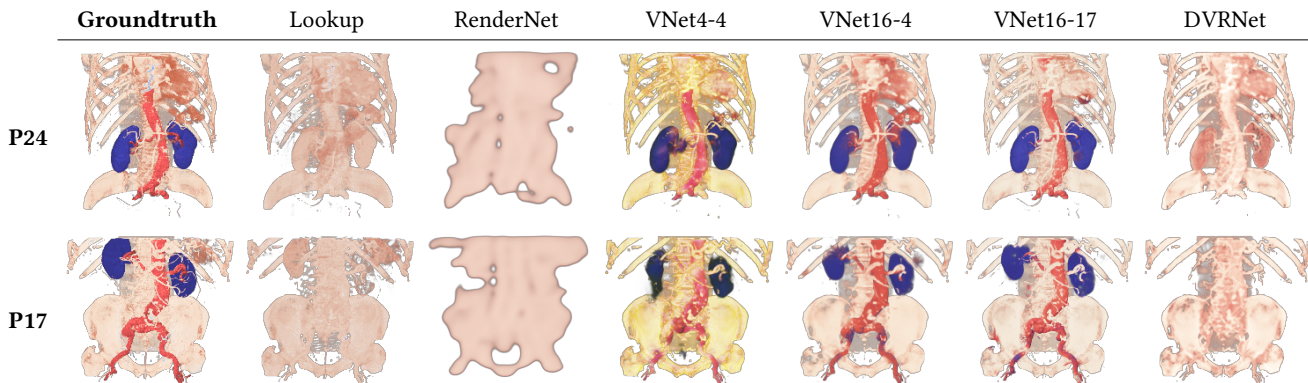 Groundtruth Lookup RenderNet VNet4-4 VNet16-4 VNet16-17 DVRNet
P24
P17